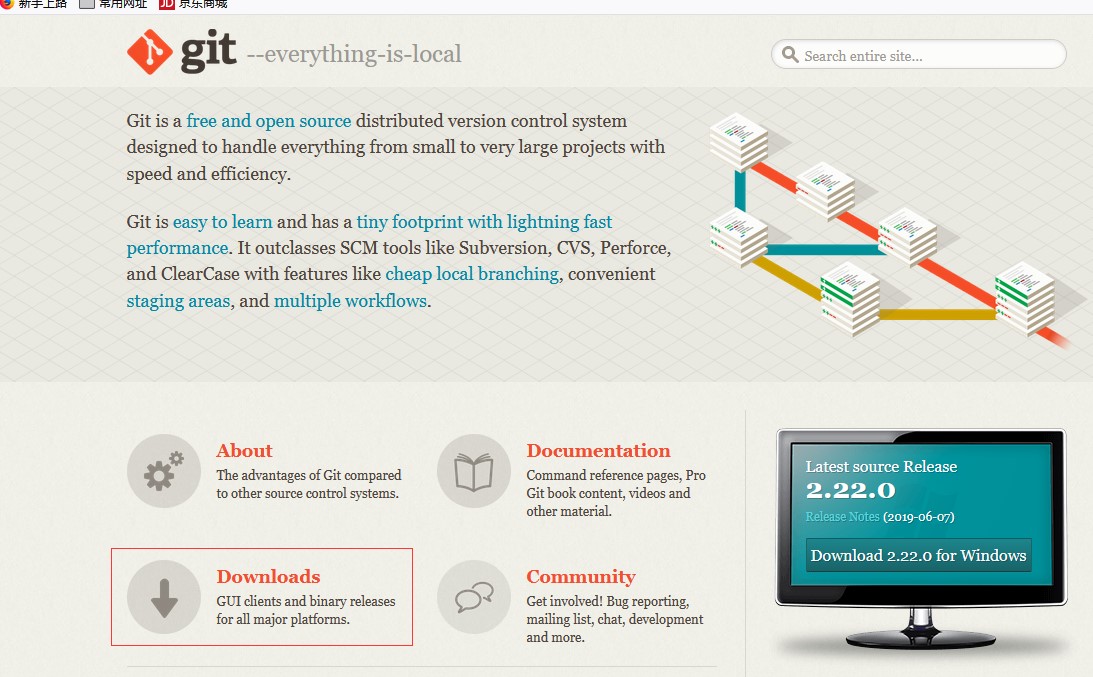 新手上路 常用网址 JD 京东商城
git --everything-is-local
Search entire site...
Git is a free and open source distributed version control system
designed to handle everything from small to very large projects with
speed and efficiency.
Git is easy to learn and has a tiny footprint with lightning fast
performance. It outclasses SCM tools like Subversion, CVS, Perforce,
and ClearCase with features like cheap local branching, convenient
staging areas, and multiple workflows.
About
The advantages of Git compared
to other source control systems.
Documentation
Command reference pages, Pro
Git book content, videos and
other material.
Downloads
GUI clients and binary releases
for all major platforms.
Community
Get involved! Bug reporting,
mailing list, chat, development
and more.
Latest source Release
2.22.0
Release Notes (2019-06-07)
Download 2.22.0 for Windows